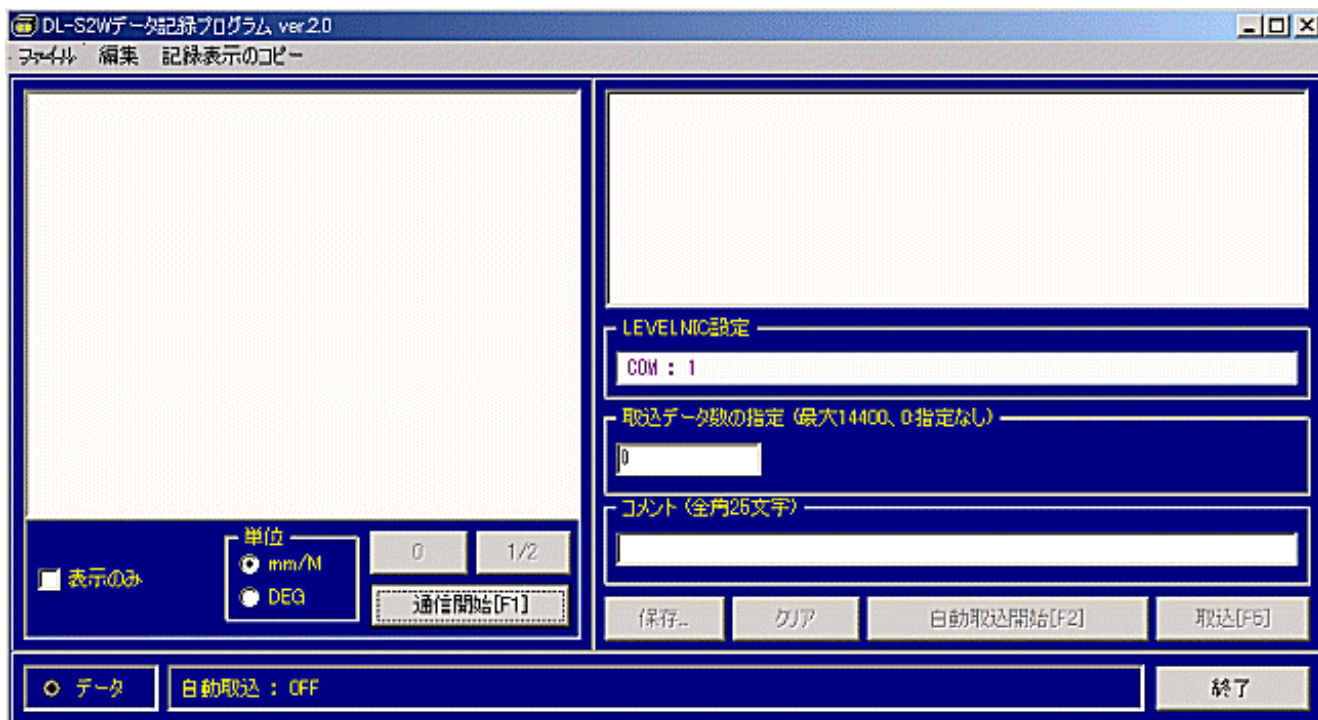 DL-S2Wデータ記録プログラム ver.2.0
ファイル 編集 記録表示のコピー
LEVELNIC設定
COM : 1
取込データ数の指定 (最大14400、0:指定なし)
0
コメント (全角25文字)
表示のみ
単位
mm/M
DEG
0 1/2
通信開始[F1]
保存... クリア 自動取込開始[F2] 取込[F5]
データ 自動取込 : OFF 終了